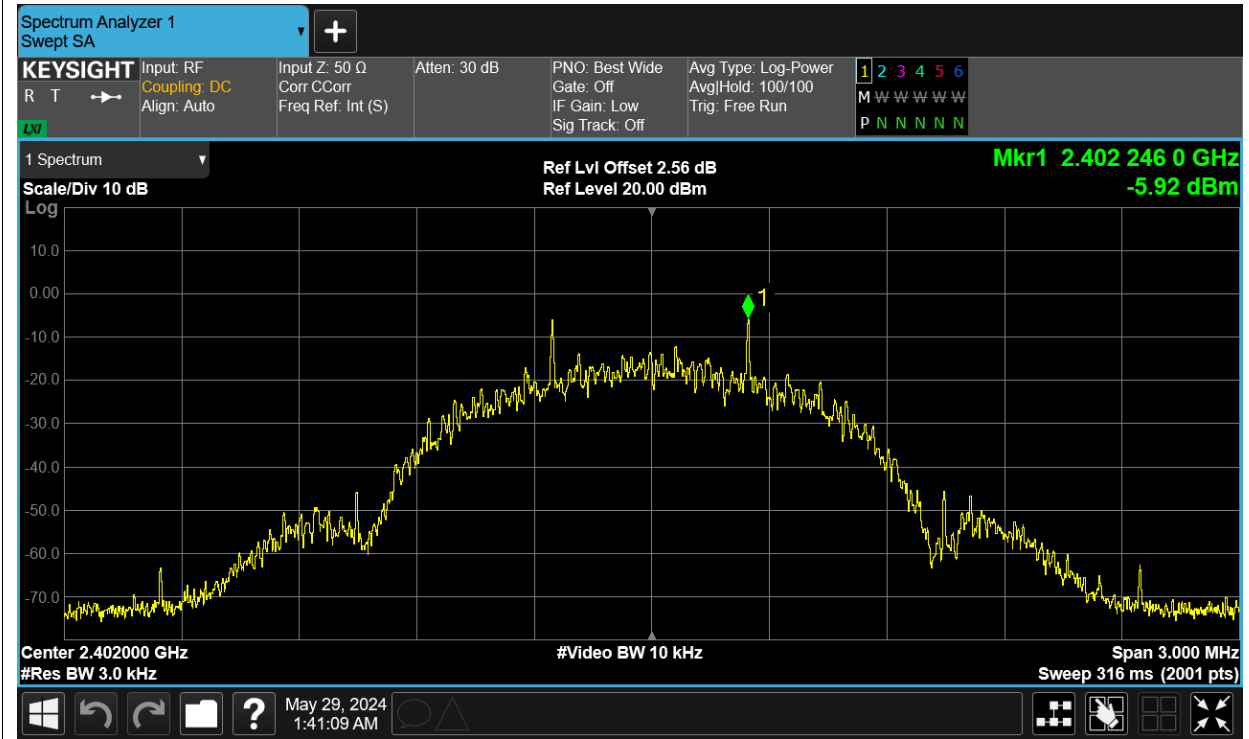 Spectrum Analyzer 1
Swept SA
+
KEYSIGHT
R T
LXI
Input: RF
Coupling: DC
Align: Auto
Input Z: 50 Ω
Corr CCorr
Freq Ref: Int (S)
Atten: 30 dB
PNO: Best Wide
Gate: Off
IF Gain: Low
Sig Track: Off
Avg Type: Log-Power
Avg|Hold: 100/100
Trig: Free Run
1 2 3 4 5 6
M W W W W W
P N N N N N N
1 Spectrum
Scale/Div 10 dB
Log
Ref Lvl Offset 2.56 dB
Ref Level 20.00 dBm
Mkr1 2.402 246 0 GHz
-5.92 dBm
10.0
0.00
-10.0
-20.0
-30.0
-40.0
-50.0
-60.0
-70.0
1
Center 2.402000 GHz
#Res BW 3.0 kHz
#Video BW 10 kHz
Span 3.000 MHz
Sweep 316 ms (2001 pts)
?
May 29, 2024
1:41:09 AM